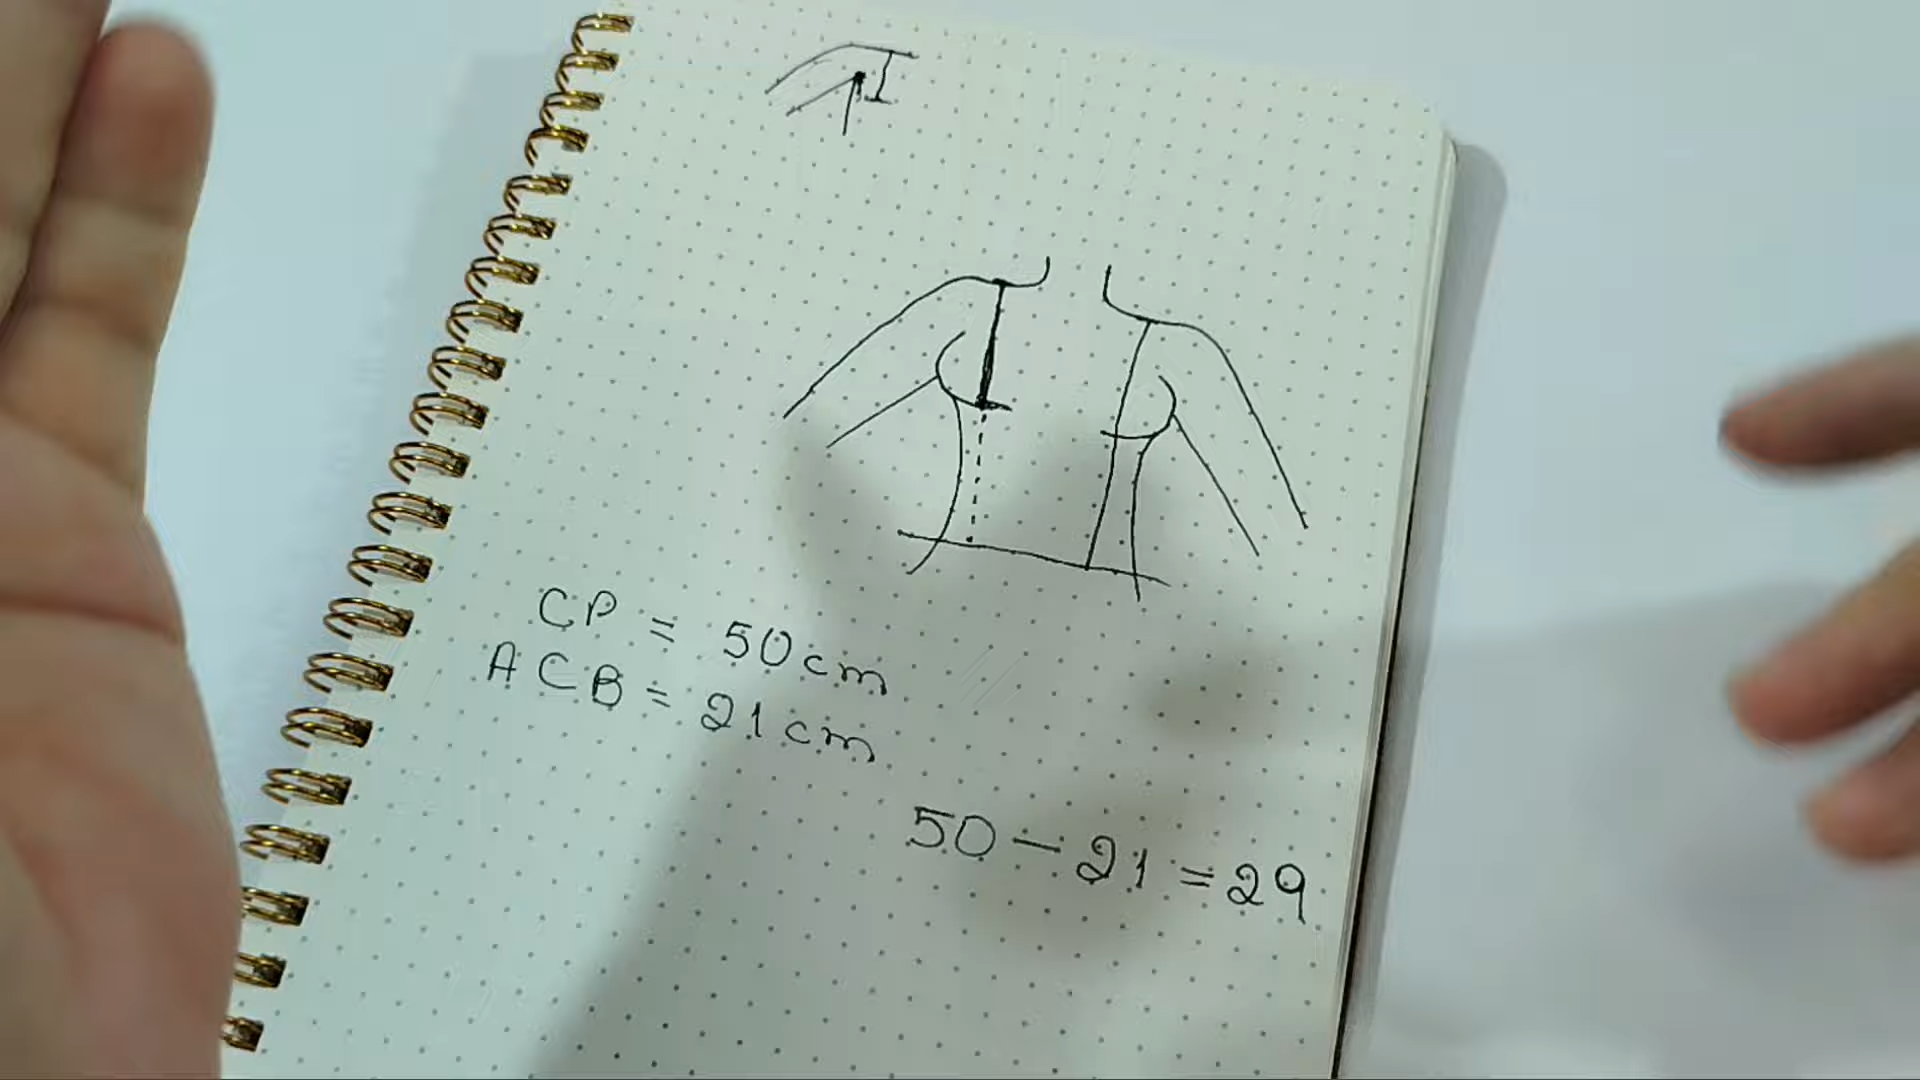 CP = 50cm
ACB = 21cm
50-21=29